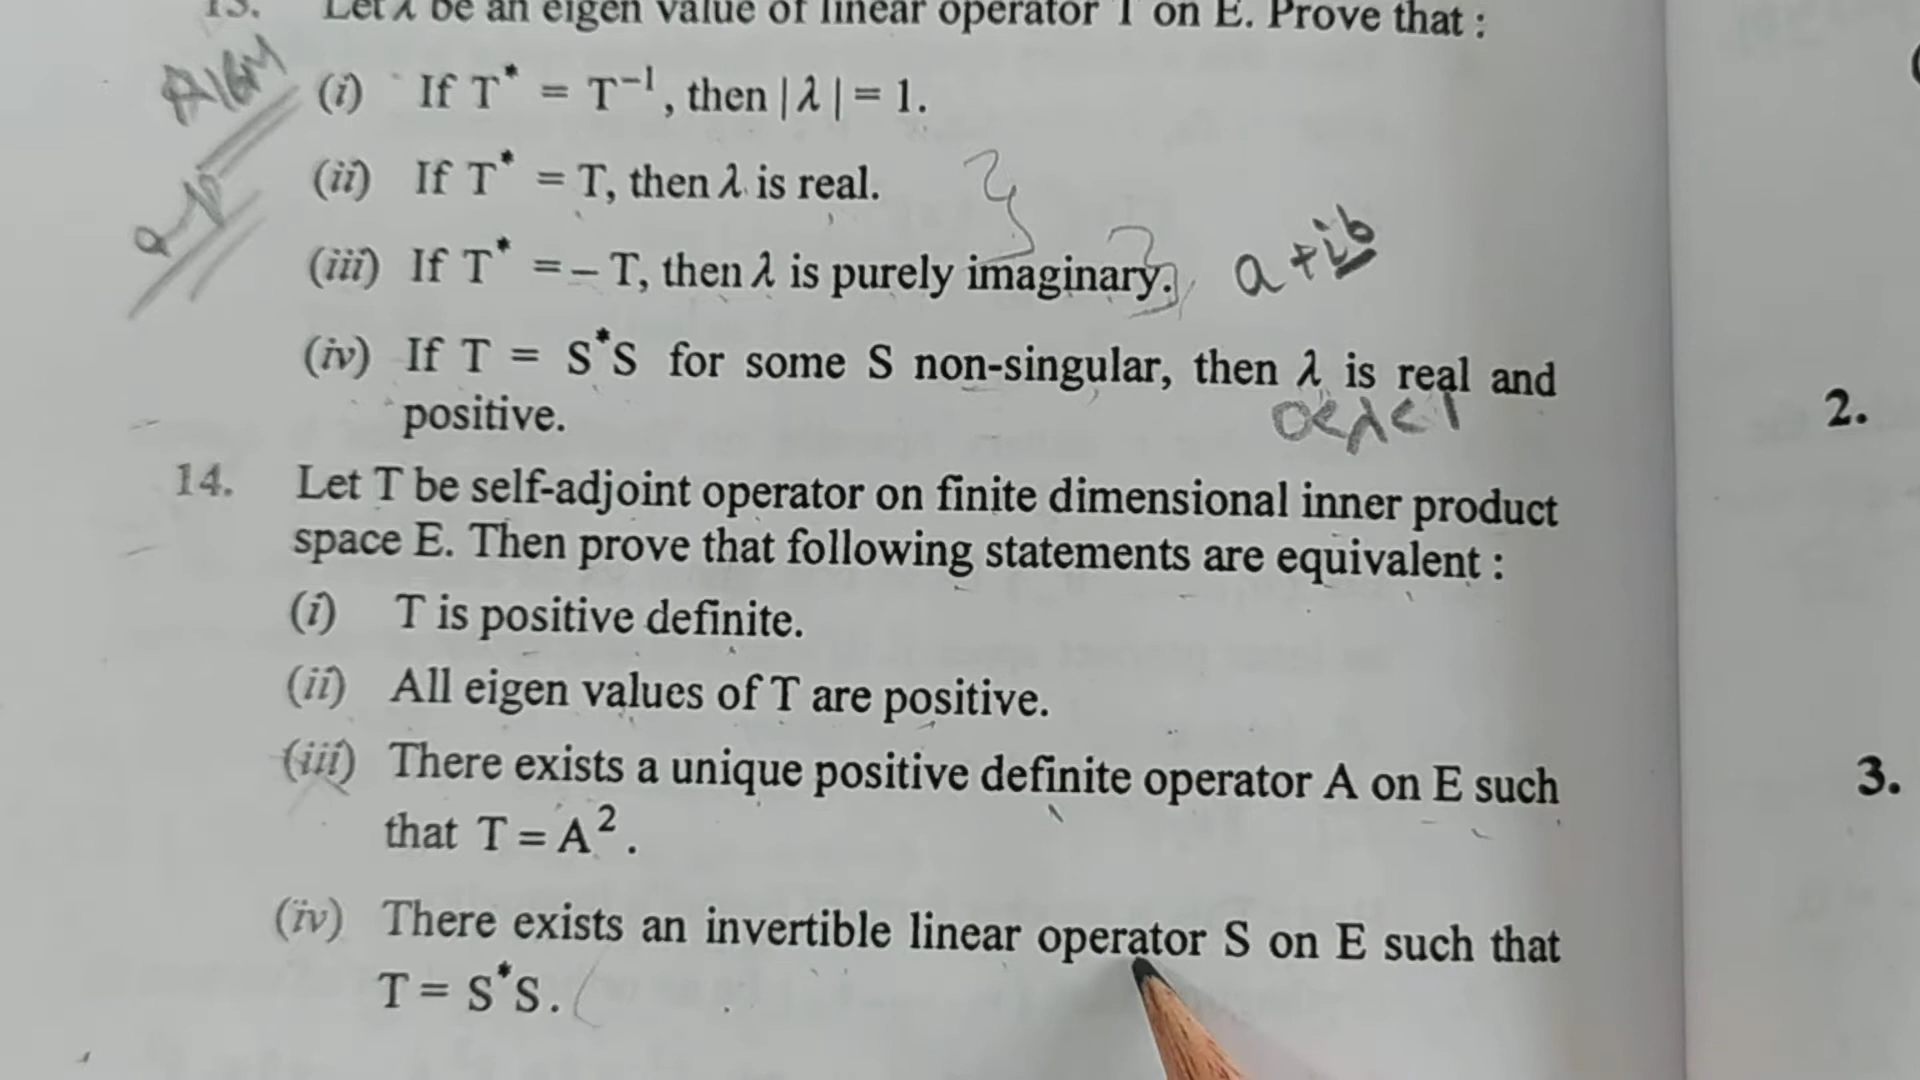 13. Let λ be an eigen value of linear operator T on E. Prove that :
(i) If T* = T⁻¹, then |λ| = 1.
(ii) If T* = T, then λ is real.
(iii) If T* = – T, then λ is purely imaginary. a + ib
(iv) If T = S*S for some S non-singular, then λ is real and
positive.
14. Let T be self-adjoint operator on finite dimensional inner product
space E. Then prove that following statements are equivalent :
(i) T is positive definite.
(ii) All eigen values of T are positive.
(iii) There exists a unique positive definite operator A on E such
that T = A².
(iv) There exists an invertible linear operator S on E such that
T = S*S.
2.
3.